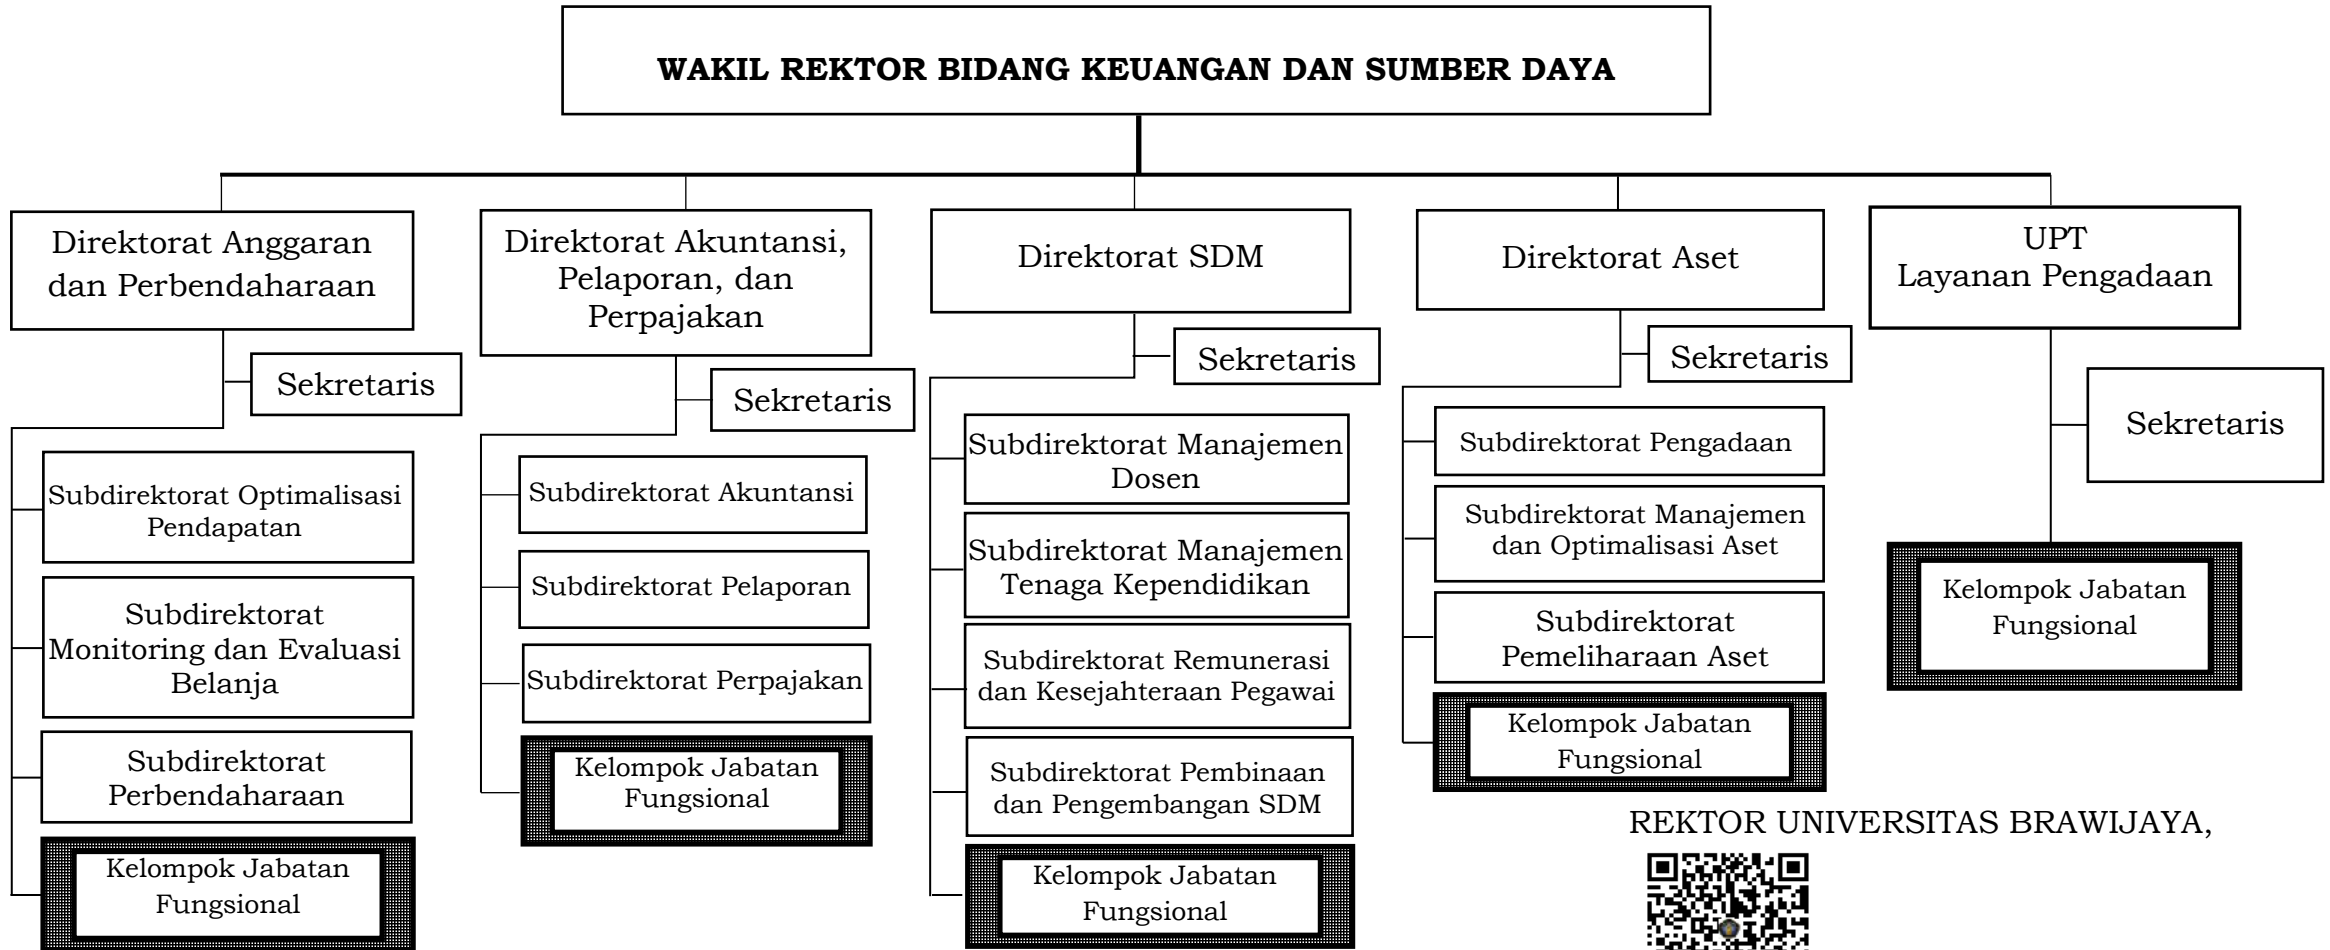 WAKIL REKTOR BIDANG KEUANGAN DAN SUMBER DAYA
Direktorat Anggaran
dan Perbendaharaan
Sekretaris
Subdirektorat Optimalisasi
Pendapatan
Subdirektorat
Monitoring dan Evaluasi
Belanja
Subdirektorat
Perbendaharaan
Kelompok Jabatan
Fungsional
Direktorat Akuntansi,
Pelaporan, dan
Perpajakan
Sekretaris
Subdirektorat Akuntansi
Subdirektorat Pelaporan
Subdirektorat Perpajakan
Kelompok Jabatan
Fungsional
Direktorat SDM
Sekretaris
Subdirektorat Manajemen
Dosen
Subdirektorat Manajemen
Tenaga Kependidikan
Subdirektorat Remunerasi
dan Kesejahteraan Pegawai
Subdirektorat Pembinaan
dan Pengembangan SDM
Kelompok Jabatan
Fungsional
Direktorat Aset
Sekretaris
Subdirektorat Pengadaan
Subdirektorat Manajemen
dan Optimalisasi Aset
Subdirektorat
Pemeliharaan Aset
Kelompok Jabatan
Fungsional
UPT
Layanan Pengadaan
Sekretaris
Kelompok Jabatan
Fungsional
REKTOR UNIVERSITAS BRAWIJAYA,